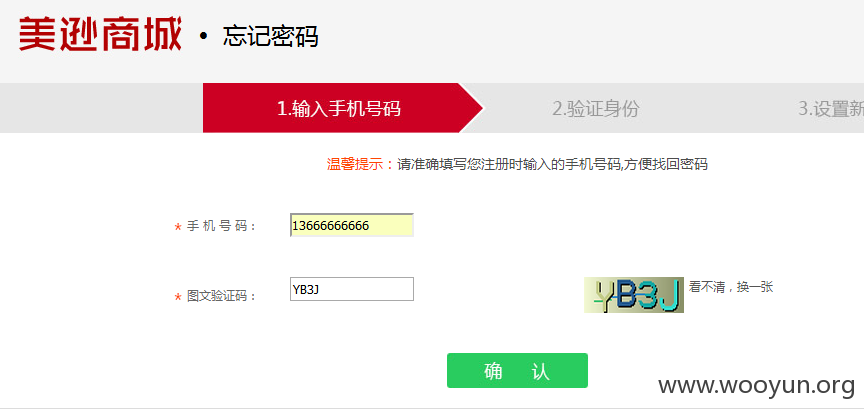 美逊商城 • 忘记密码
1.输入手机号码 2.验证身份 3.设置新
温馨提示：请准确填写您注册时输入的手机号码,方便找回密码
* 手 机 号 码： 13666666666
* 图文验证码： YB3J YB3J 看不清，换一张
确 认
www.wooyun.org